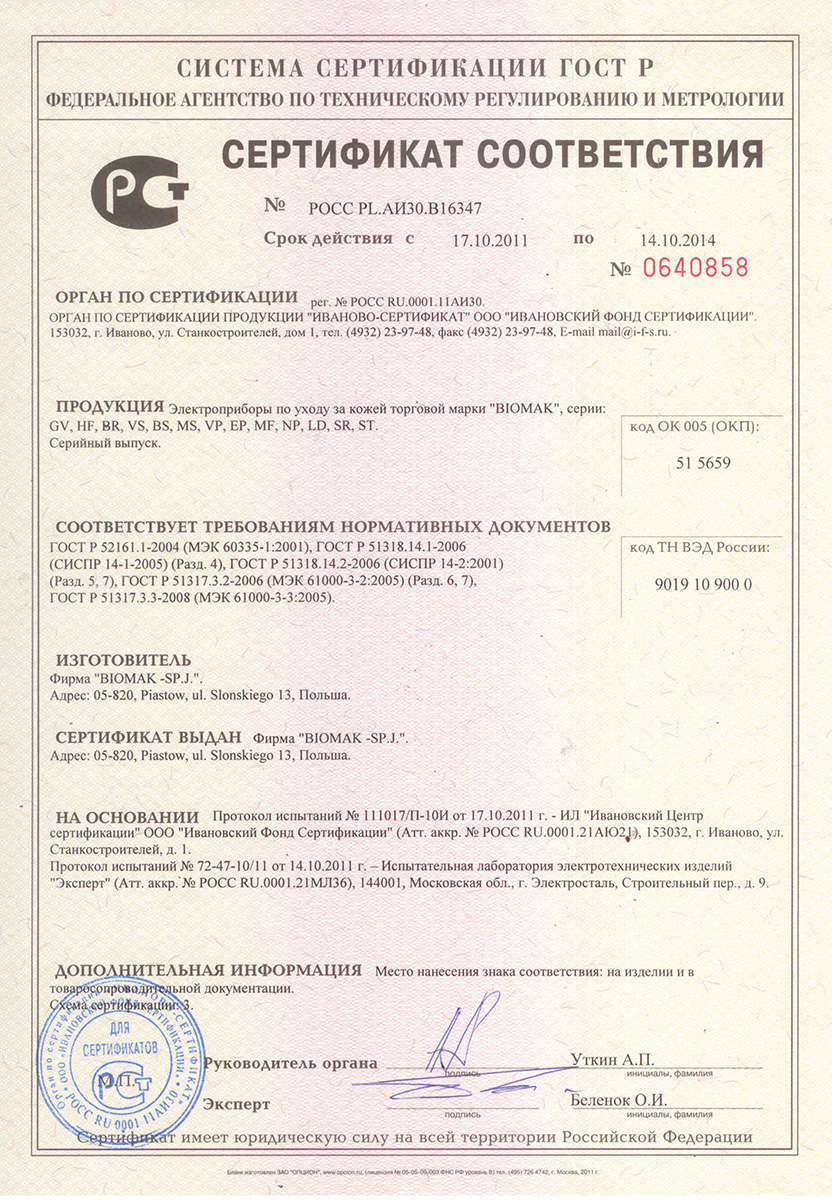 СИСТЕМА СЕРТИФИКАЦИИ ГОСТ Р
ФЕДЕРАЛЬНОЕ АГЕНТСТВО ПО ТЕХНИЧЕСКОМУ РЕГУЛИРОВАНИЮ И МЕТРОЛОГИИ
СЕРТИФИКАТ СООТВЕТСТВИЯ
№ РОСС PL.АИ30.В16347
Срок действия с 17.10.2011 по 14.10.2014
№ 0640858
ОРГАН ПО СЕРТИФИКАЦИИ рег. № РОСС RU.0001.11АИ30.
ОРГАН ПО СЕРТИФИКАЦИИ ПРОДУКЦИИ "ИВАНОВО-СЕРТИФИКАТ" ООО "ИВАНОВСКИЙ ФОНД СЕРТИФИКАЦИИ".
153032, г. Иваново, ул. Станкостроителей, дом 1, тел. (4932) 23-97-48, факс (4932) 23-97-48, E-mail mail@i-f-s.ru.
ПРОДУКЦИЯ Электроприборы по уходу за кожей торговой марки "BIOMAK", серии:
GV, HF, BR, VS, BS, MS, VP, EP, MF, NP, LD, SR, ST.
Серийный выпуск.
код ОК 005 (ОКП):
51 5659
СООТВЕТСТВУЕТ ТРЕБОВАНИЯМ НОРМАТИВНЫХ ДОКУМЕНТОВ
ГОСТ Р 52161.1-2004 (МЭК 60335-1:2001), ГОСТ Р 51318.14.1-2006
(СИСПР 14-1-2005) (Разд. 4), ГОСТ Р 51318.14.2-2006 (СИСПР 14-2:2001)
(Разд. 5, 7), ГОСТ Р 51317.3.2-2006 (МЭК 61000-3-2:2005) (Разд. 6, 7),
ГОСТ Р 51317.3.3-2008 (МЭК 61000-3-3:2005).
код ТН ВЭД России:
9019 10 900 0
ИЗГОТОВИТЕЛЬ
Фирма "BIOMAK -SP.J.".
Адрес: 05-820, Piastow, ul. Slonskiego 13, Польша.
СЕРТИФИКАТ ВЫДАН Фирма "BIOMAK -SP.J.".
Адрес: 05-820, Piastow, ul. Slonskiego 13, Польша.
НА ОСНОВАНИИ Протокол испытаний № 111017/П-10И от 17.10.2011 г. - ИЛ "Ивановский Центр
сертификации" ООО "Ивановский Фонд Сертификации" (Атт. аккр. № РОСС RU.0001.21АЮ21), 153032, г. Иваново, ул.
Станкостроителей, д. 1.
Протокол испытаний № 72-47-10/11 от 14.10.2011 г. – Испытательная лаборатория электротехнических изделий
"Эксперт" (Атт. аккр. № РОСС RU.0001.21МЛ36), 144001, Московская обл., г. Электросталь, Строительный пер., д. 9.
ДОПОЛНИТЕЛЬНАЯ ИНФОРМАЦИЯ Место нанесения знака соответствия: на изделии и в
товаросопроводительной документации.
Схема сертификации: 3.
Орган по сертификации "ИВАНОВО-СЕРТИФИКАТ"
ООО "ИВАНОВСКИЙ ФОНД СЕРТИФИКАЦИИ"
ДЛЯ
СЕРТИФИКАТОВ
М.П.
РОСС RU 0001 11АИ30
Руководитель органа Уткин А.П.
подпись инициалы, фамилия
Эксперт Беленок О.И.
подпись инициалы, фамилия
Сертификат имеет юридическую силу на всей территории Российской Федерации
Бланк изготовлен ЗАО "ОПЦИОН", www.opcion.ru, (лицензия № 05-05-09/003 ФНС РФ уровень В) тел. (495) 726 4742, г. Москва, 2011 г.